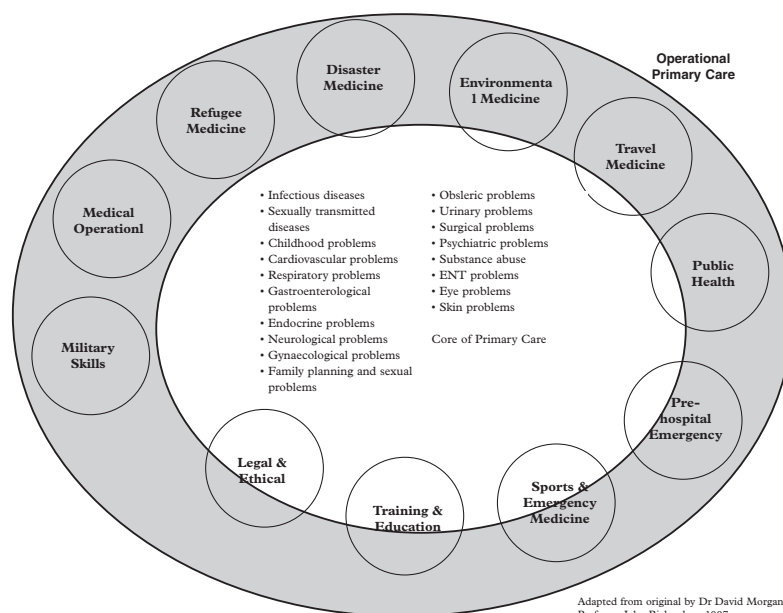 Operational
Primary Care
Disaster
Medicine
Environmenta
l Medicine
Refugee
Medicine
Travel
Medicine
Medical
Operationl
Public
Health
Military
Skills
• Infectious diseases
• Sexually transmitted
diseases
• Childhood problems
• Cardiovascular problems
• Respiratory problems
• Gastroenterological
problems
• Endocrine problems
• Neurological problems
• Gynaecological problems
• Family planning and sexual
problems
• Obsleric problems
• Urinary problems
• Surgical problems
• Psychiatric problems
• Substance abuse
• ENT problems
• Eye problems
• Skin problems
Core of Primary Care
Pre-
hospital
Emergency
Legal &
Ethical
Training &
Education
Sports &
Emergency
Medicine
Adapted from original by Dr David Morgan